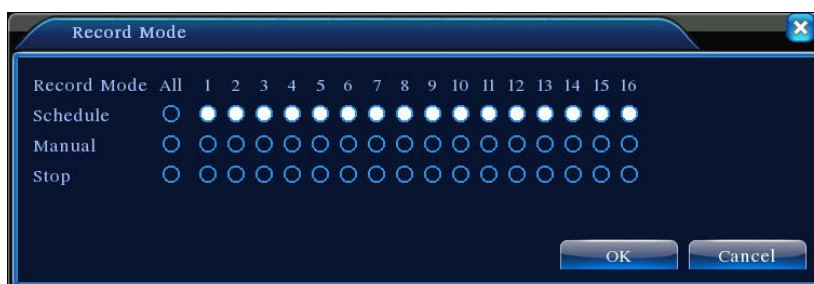 Record Mode
Record Mode All 1 2 3 4 5 6 7 8 9 10 11 12 13 14 15 16
Schedule
Manual
Stop
OK Cancel